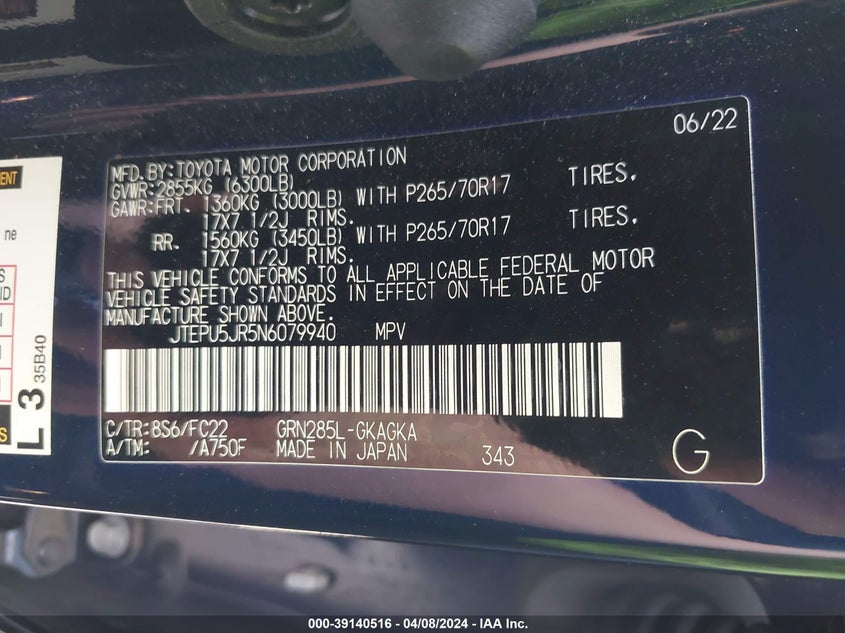 06/22
MFD.BY:TOYOTA MOTOR CORPORATION
GVWR:2855KG (6300LB)
GAWR:FRT. 1360KG (3000LB) WITH P265/70R17 TIRES,
17X7 1/2J RIMS.
RR. 1560KG (3450LB) WITH P265/70R17 TIRES,
17X7 1/2J RIMS.
THIS VEHICLE CONFORMS TO ALL APPLICABLE FEDERAL MOTOR
VEHICLE SAFETY STANDARDS IN EFFECT ON THE DATE OF
MANUFACTURE SHOWN ABOVE.
JTEPU5JR5N6079940 MPV
C/TR:8S6/FC22 GRN285L-GKAGKA
A/TM: /A750F MADE IN JAPAN 343
G
ne
L 3
35B40
000-39140516 - 04/08/2024 - IAA Inc.